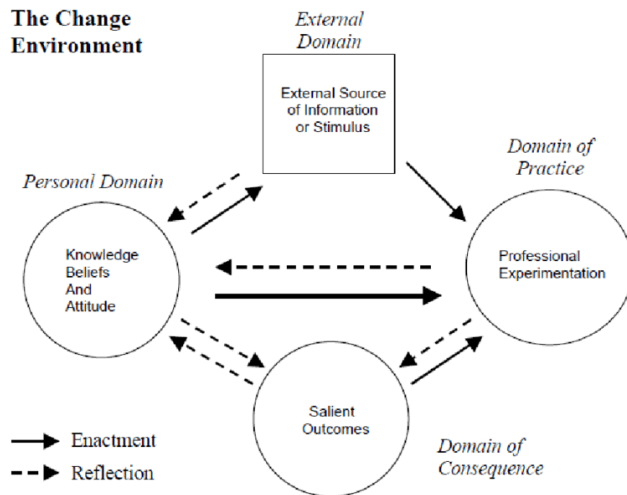 The Change
Environment
External
Domain
External Source
of Information
or Stimulus
Domain of
Practice
Personal Domain
Knowledge
Beliefs
And
Attitude
Professional
Experimentation
Salient
Outcomes
Enactment
Reflection
Domain of
Consequence